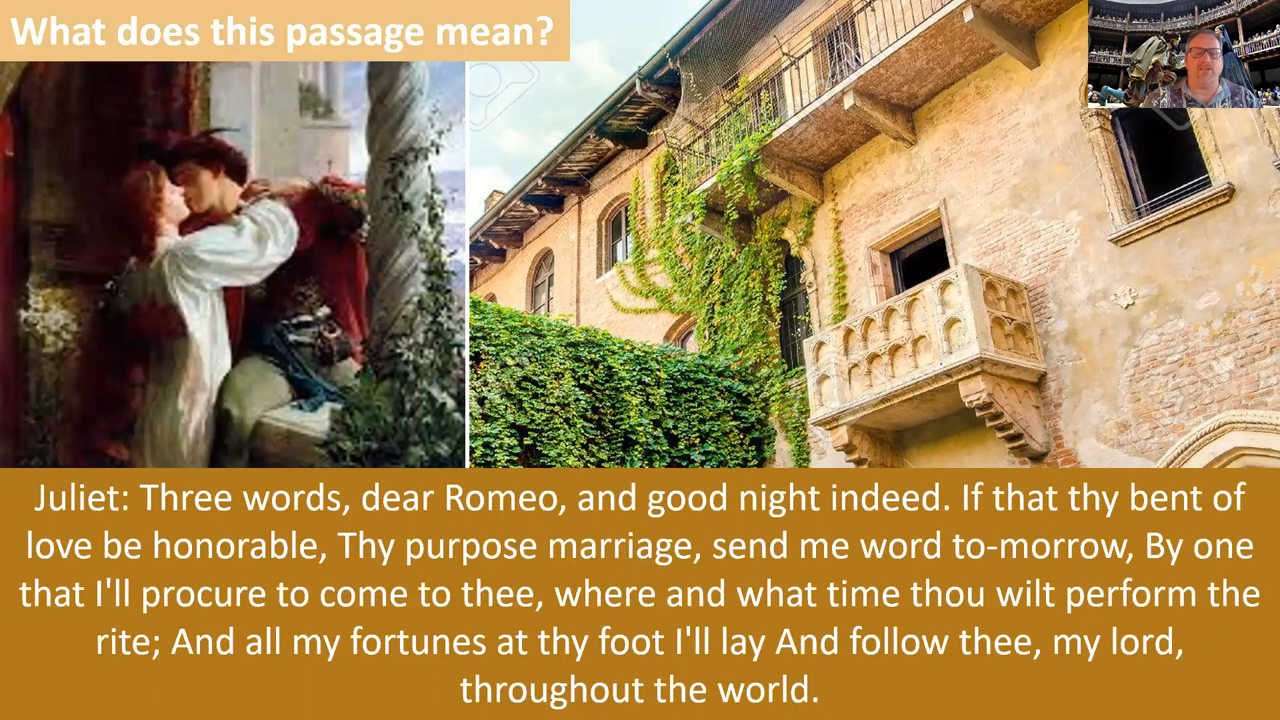 What does this passage mean?
Juliet: Three words, dear Romeo, and good night indeed. If that thy bent of
love be honorable, Thy purpose marriage, send me word to-morrow, By one
that I'll procure to come to thee, where and what time thou wilt perform the
rite; And all my fortunes at thy foot I'll lay And follow thee, my lord,
throughout the world.